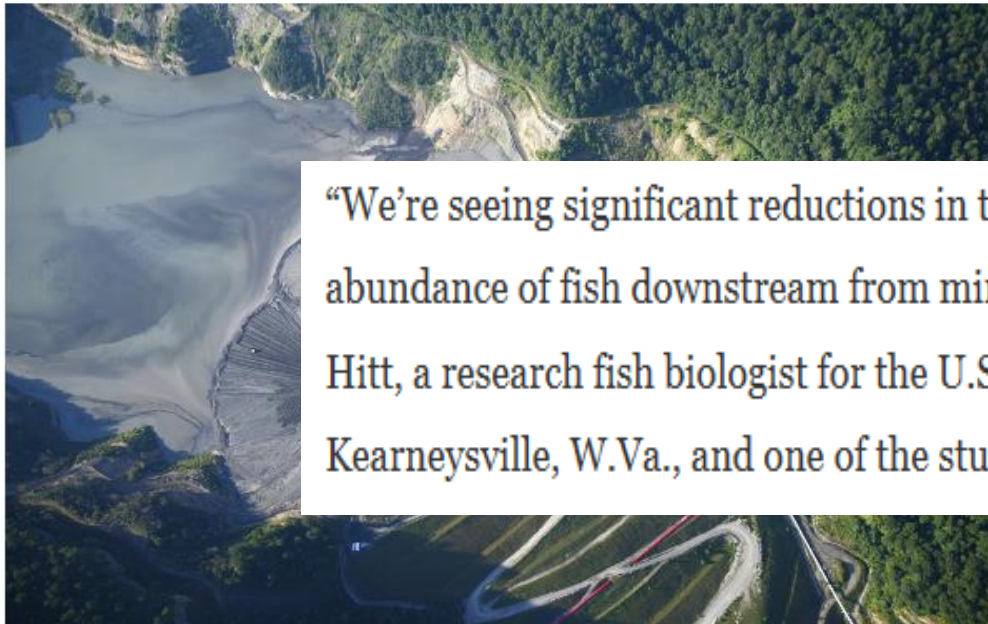 “We’re seeing significant reductions in t
abundance of fish downstream from mi
Hitt, a research fish biologist for the U.S
Kearneysville, W.Va., and one of the stu